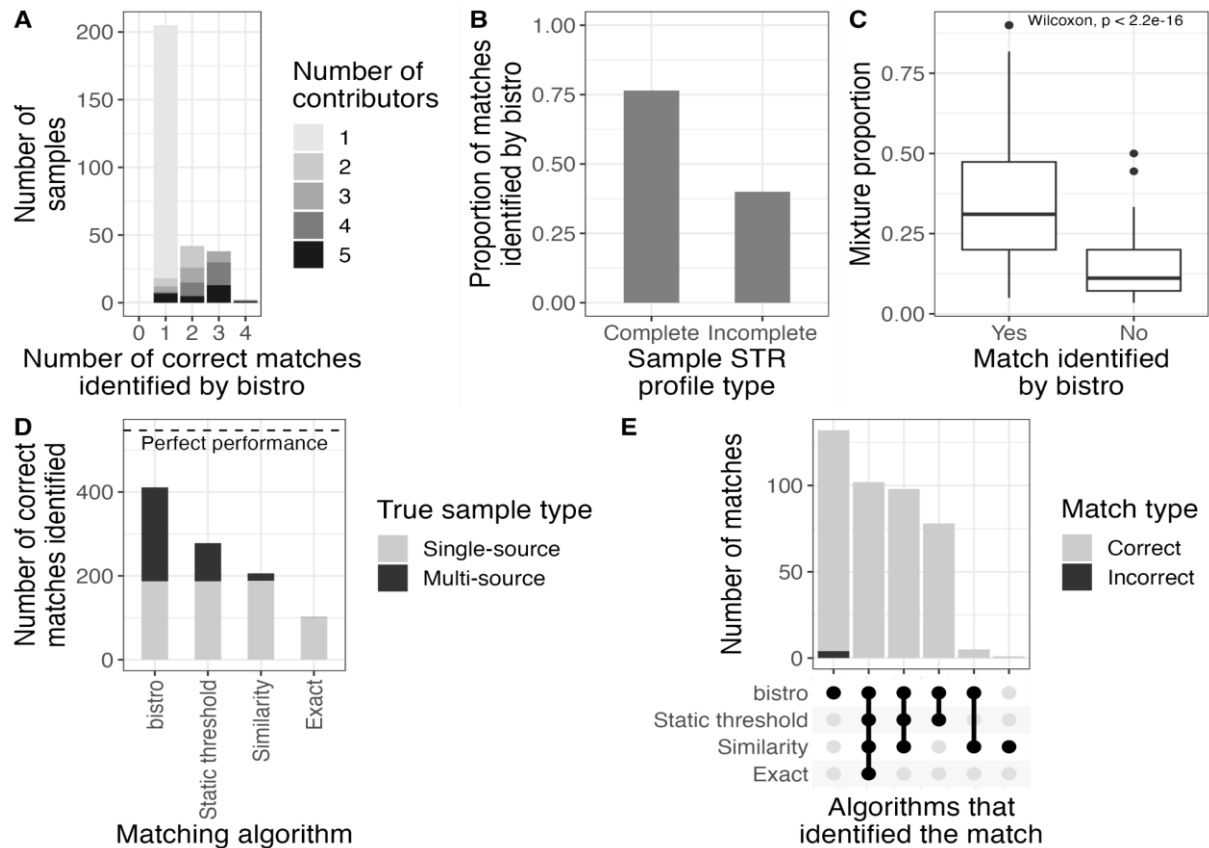 A
Number of
samples
200
150
100
50
0
0 1 2 3 4
Number of correct matches
identified by bistro
Number of
contributors
1
2
3
4
5
B
Proportion of matches
identified by bistro
1.00
0.75
0.50
0.25
0.00
Complete Incomplete
Sample STR
profile type
C
Wilcoxon, p < 2.2e-16
Mixture proportion
0.75
0.50
0.25
0.00
Yes No
Match identified
by bistro
D
Perfect performance
Number of correct
matches identified
400
200
0
bistro
Static threshold
Similarity
Exact
Matching algorithm
True sample type
Single-source
Multi-source
E
Number of matches
100
50
0
bistro
Static threshold
Similarity
Exact
Algorithms that
identified the match
Match type
Correct
Incorrect